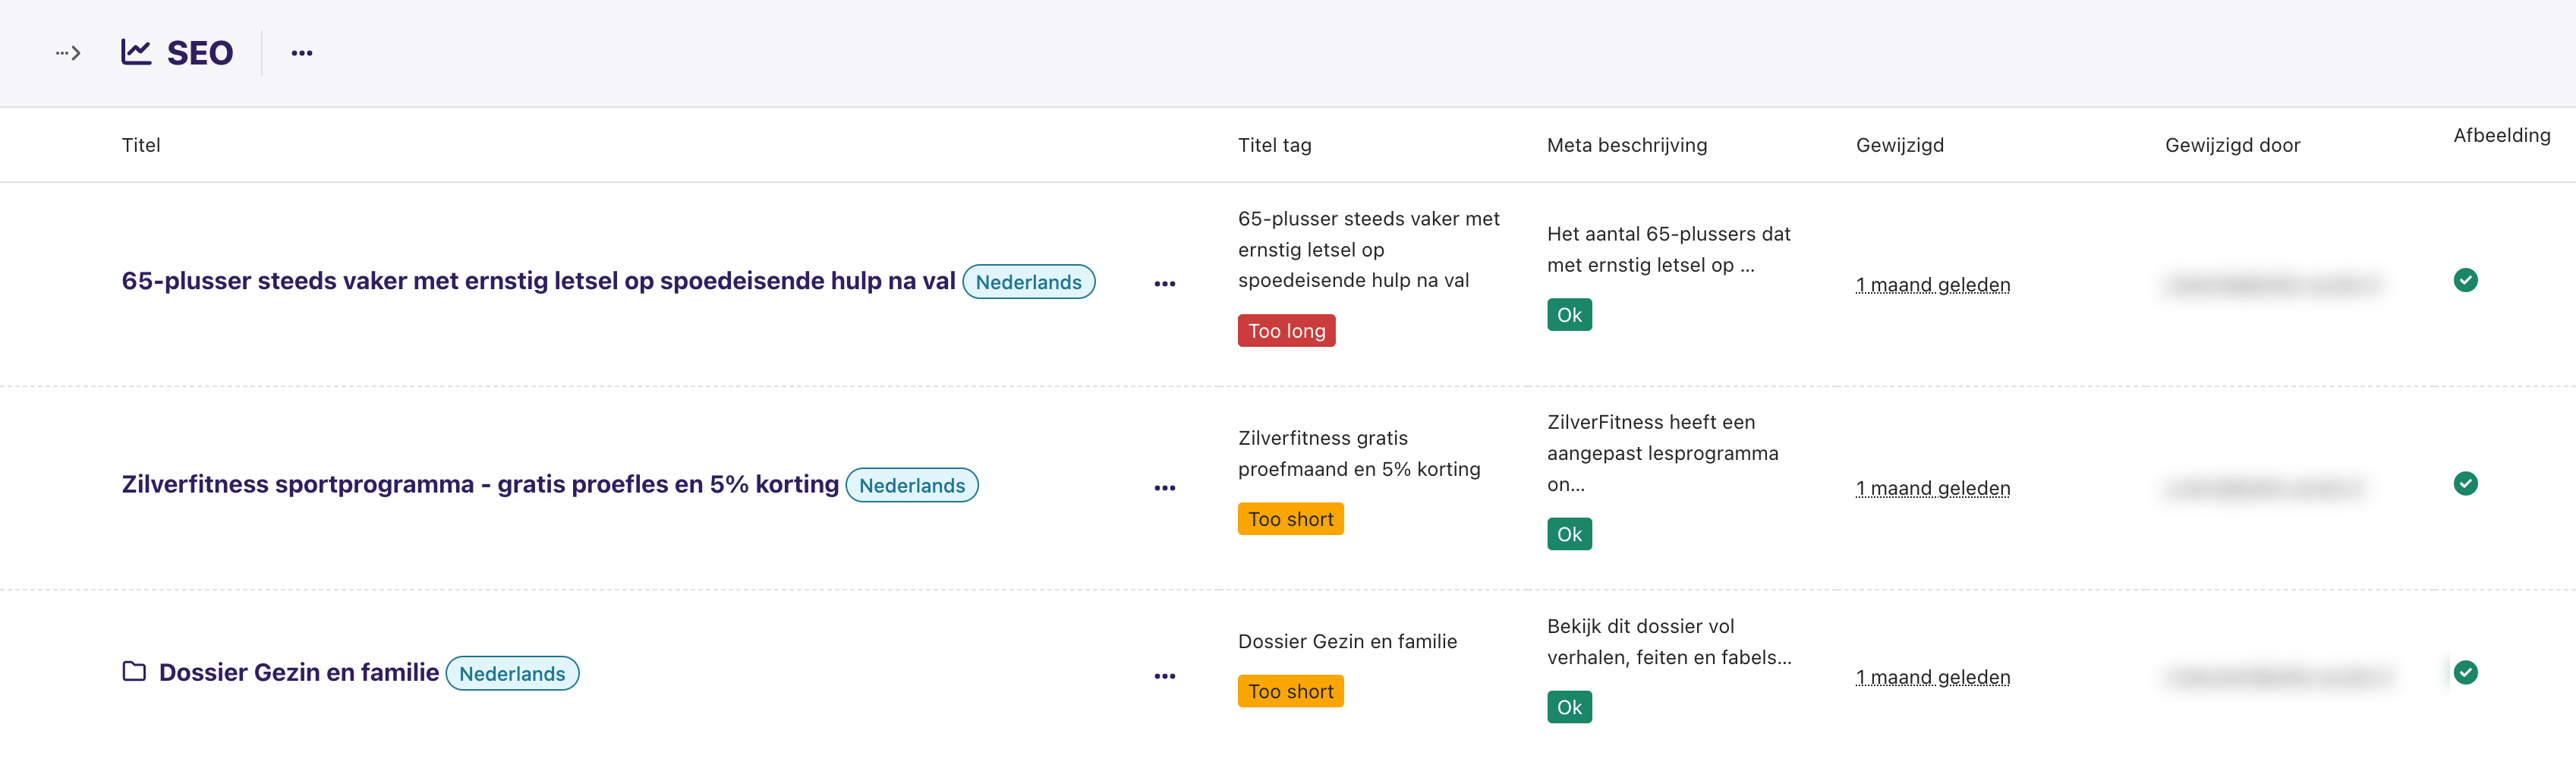 SEO
Titel
Titel tag
Meta beschrijving
Gewijzigd
Gewijzigd door
Afbeelding
65-plusser steeds vaker met ernstig letsel op spoedeisende hulp na val
Nederlands
65-plusser steeds vaker met
ernstig letsel op
spoedeisende hulp na val
Too long
Het aantal 65-plussers dat
met ernstig letsel op ...
Ok
1 maand geleden
Zilverfitness sportprogramma - gratis proefles en 5% korting
Nederlands
Zilverfitness gratis
proefmaand en 5% korting
Too short
ZilverFitness heeft een
aangepast lesprogramma
on...
Ok
1 maand geleden
Dossier Gezin en familie
Nederlands
Dossier Gezin en familie
Too short
Bekijk dit dossier vol
verhalen, feiten en fabels...
Ok
1 maand geleden